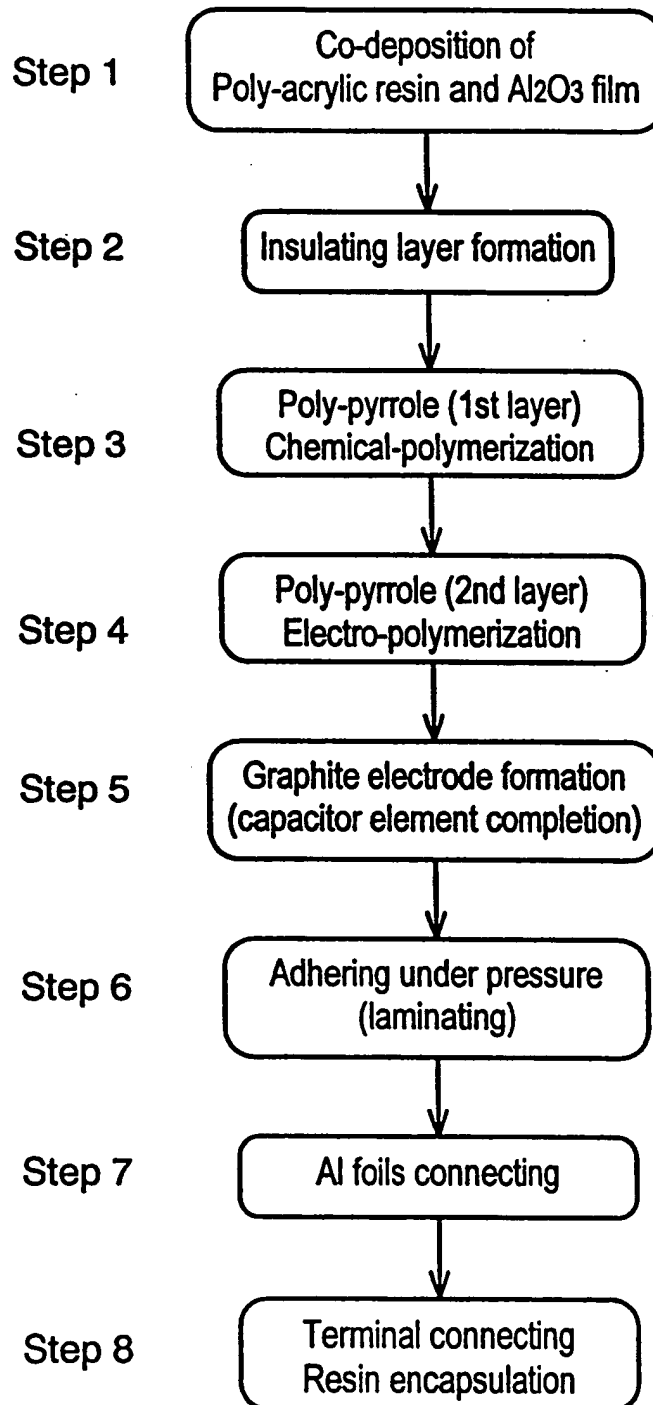 Step 1
Co-deposition of
Poly-acrylic resin and Al2O3 film
Step 2
Insulating layer formation
Step 3
Poly-pyrrole (1st layer)
Chemical-polymerization
Step 4
Poly-pyrrole (2nd layer)
Electro-polymerization
Step 5
Graphite electrode formation
(capacitor element completion)
Step 6
Adhering under pressure
(laminating)
Step 7
Al foils connecting
Step 8
Terminal connecting
Resin encapsulation